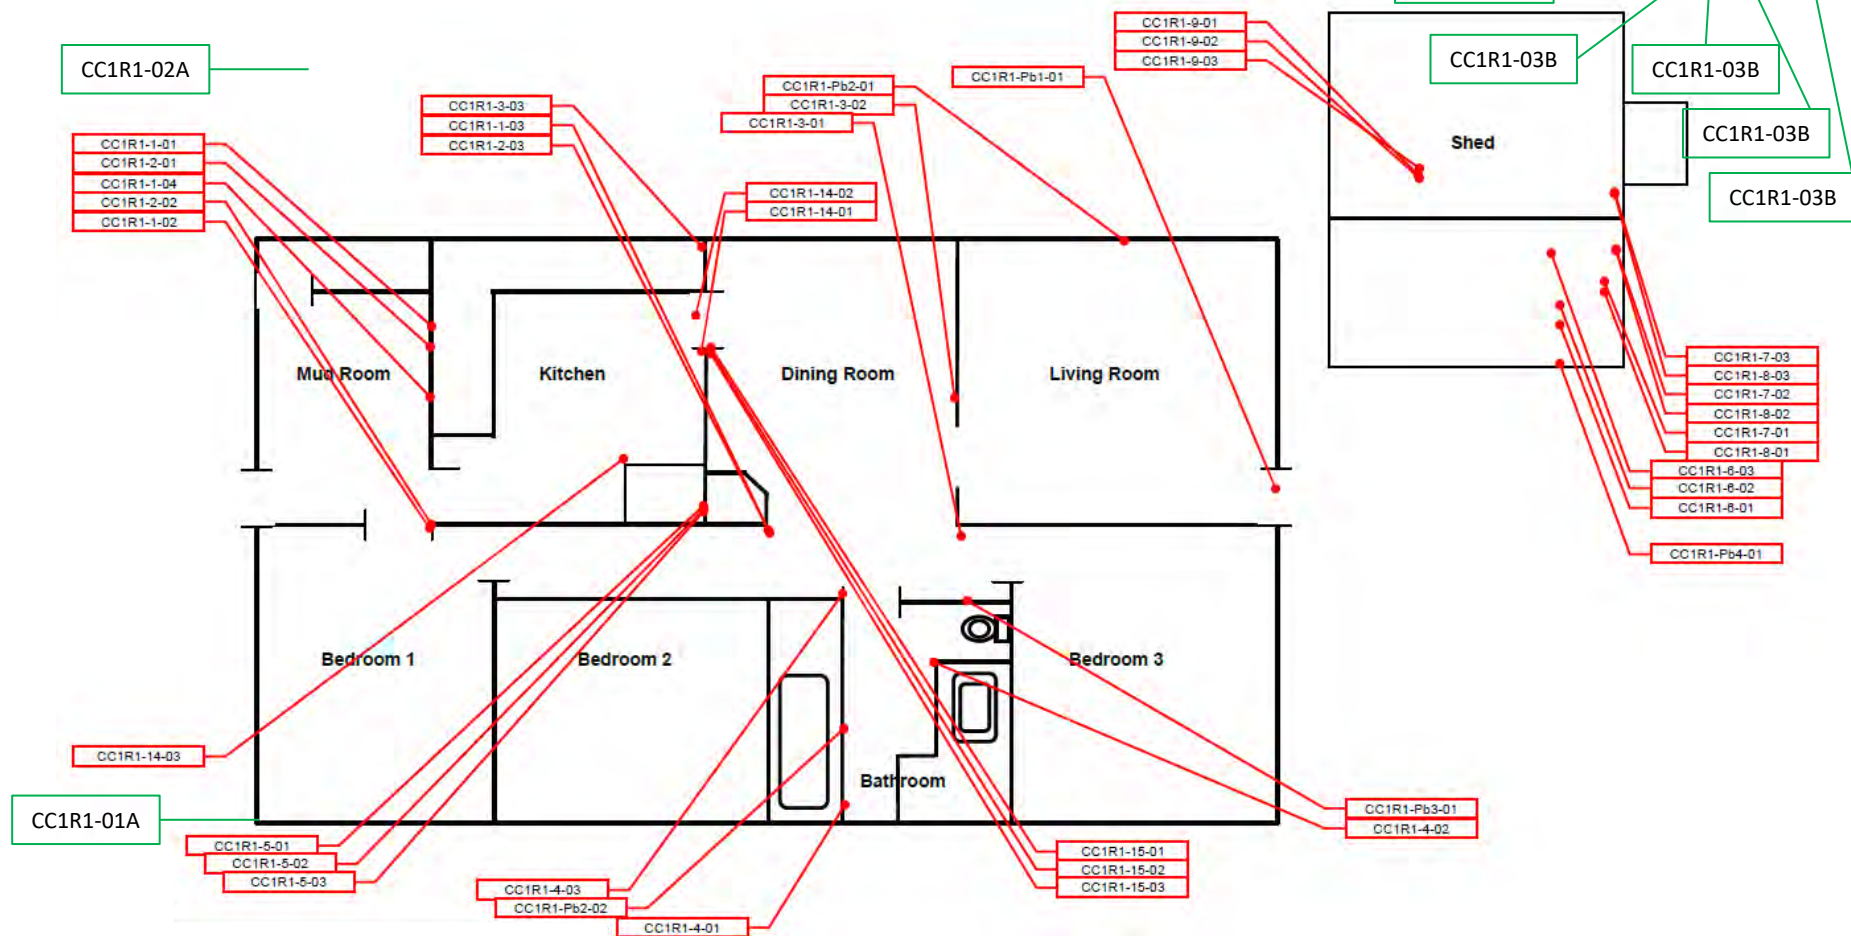 CC1R1-9-01
CC1R1-9-02
CC1R1-9-03
CC1R1-03B
CC1R1-03B
CC1R1-03B
CC1R1-03B
CC1R1-02A
CC1R1-Pb1-01
CC1R1-Pb2-01
CC1R1-3-02
CC1R1-3-01
CC1R1-3-03
CC1R1-1-03
CC1R1-2-03
CC1R1-1-01
CC1R1-2-01
CC1R1-1-04
CC1R1-2-02
CC1R1-1-02
CC1R1-14-02
CC1R1-14-01
Shed
Mud Room
Kitchen
Dining Room
Living Room
CC1R1-7-03
CC1R1-8-03
CC1R1-7-02
CC1R1-8-02
CC1R1-7-01
CC1R1-8-01
CC1R1-6-03
CC1R1-6-02
CC1R1-6-01
CC1R1-Pb4-01
Bedroom 1
Bedroom 2
Bedroom 3
Bathroom
CC1R1-14-03
CC1R1-01A
CC1R1-5-01
CC1R1-5-02
CC1R1-5-03
CC1R1-4-03
CC1R1-Pb2-02
CC1R1-4-01
CC1R1-15-01
CC1R1-15-02
CC1R1-15-03
CC1R1-Pb3-01
CC1R1-4-02